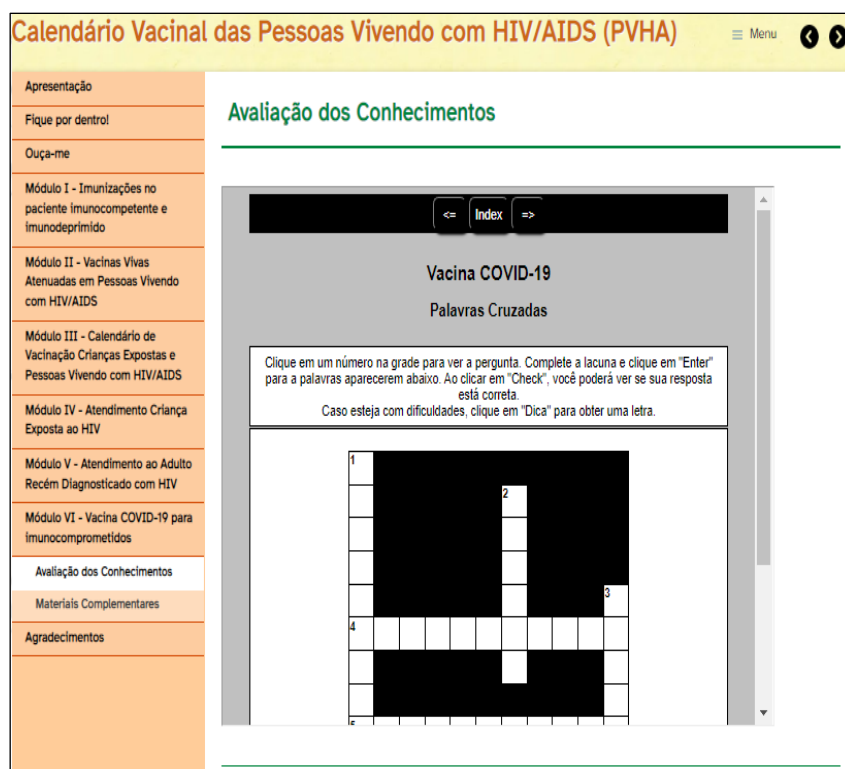 Calendário Vacinal das Pessoas Vivendo com HIV/AIDS (PVHA)
Menu
Apresentação
Fique por dentro!
Ouça-me
Módulo I - Imunizações no
paciente imunocompetente e
imunodeprimido
Módulo II - Vacinas Vivas
Atenuadas em Pessoas Vivendo
com HIV/AIDS
Módulo III - Calendário de
Vacinação Crianças Expostas e
Pessoas Vivendo com HIV/AIDS
Módulo IV - Atendimento Criança
Exposta ao HIV
Módulo V - Atendimento ao Adulto
Recém Diagnosticado com HIV
Módulo VI - Vacina COVID-19 para
imunocomprometidos
Avaliação dos Conhecimentos
Materiais Complementares
Agradecimentos
Avaliação dos Conhecimentos
<= Index =>
Vacina COVID-19
Palavras Cruzadas
Clique em um número na grade para ver a pergunta. Complete a lacuna e clique em "Enter"
para a palavras aparecerem abaixo. Ao clicar em "Check", você poderá ver se sua resposta
está correta.
Caso esteja com dificuldades, clique em "Dica" para obter uma letra.
1
2
3
4
5